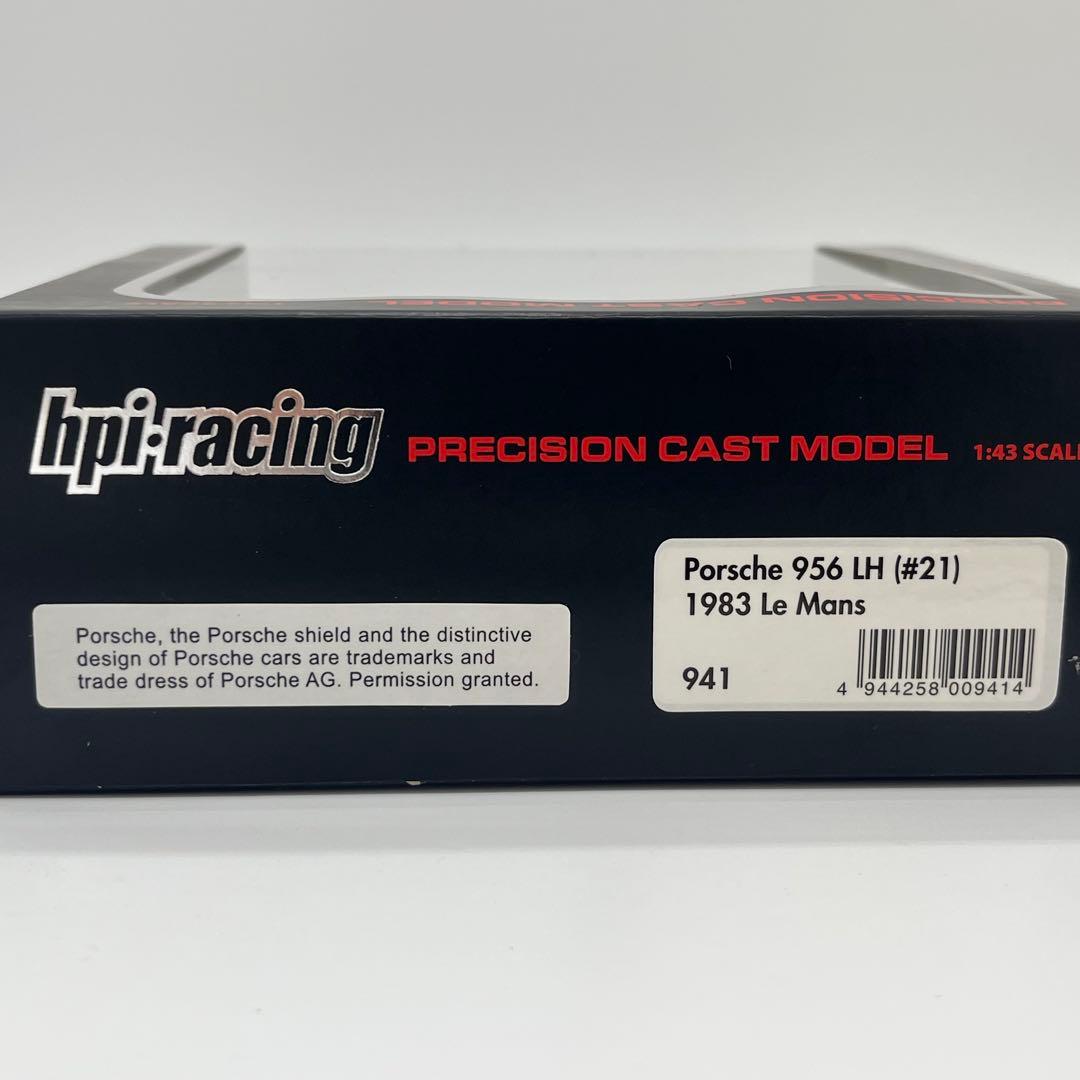 PRECISION CAST MODEL
PRECISION
hpi·racing
PRECISION CAST MODEL 1:43 SCALE
Porsche 956 LH (#21)
1983 Le Mans
941
4 944258 009414
Porsche, the Porsche shield and the distinctive
design of Porsche cars are trademarks and
trade dress of Porsche AG. Permission granted.